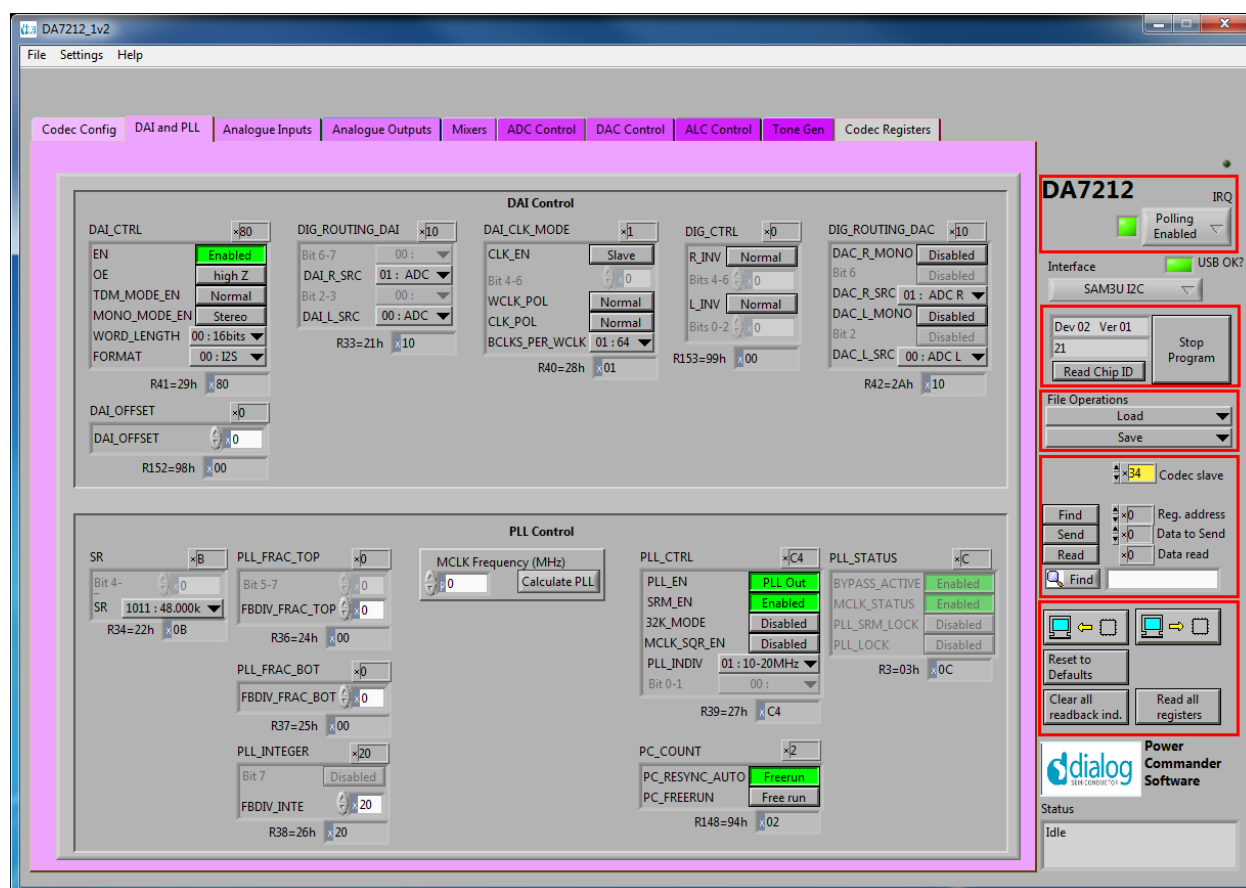 DA7212_1v2
File Settings Help
Codec Config DAI and PLL Analogue Inputs Analogue Outputs Mixers ADC Control DAC Control ALC Control Tone Gen Codec Registers
DAI Control
DAI_CTRL x80
EN Enabled
OE high Z
TDM_MODE_EN Normal
MONO_MODE_EN Stereo
WORD_LENGTH 00 : 16bits
FORMAT 00 : I2S
R41=29h x80
DAI_OFFSET x0
DAI_OFFSET x0
R152=98h x00
DIG_ROUTING_DAI x10
Bit 6-7 00 :
DAI_R_SRC 01 : ADC
Bit 2-3 00 :
DAI_L_SRC 00 : ADC
R33=21h x10
DAI_CLK_MODE x1
CLK_EN Slave
Bit 4-6 x0
WCLK_POL Normal
CLK_POL Normal
BCLKS_PER_WCLK 01 : 64
R40=28h x01
DIG_CTRL x0
R_INV Normal
Bits 4-6 x0
L_INV Normal
Bits 0-2 x0
R153=99h x00
DIG_ROUTING_DAC x10
DAC_R_MONO Disabled
Bit 6 Disabled
DAC_R_SRC 01 : ADC R
DAC_L_MONO Disabled
Bit 2 Disabled
DAC_L_SRC 00 : ADC L
R42=2Ah x10
PLL Control
SR xB
Bit 4- x0
SR 1011 : 48.000k
R34=22h x0B
PLL_FRAC_TOP x0
Bit 5-7 x0
FBDIV_FRAC_TOP x0
R36=24h x00
PLL_FRAC_BOT x0
FBDIV_FRAC_BOT x0
R37=25h x00
PLL_INTEGER x20
Bit 7 Disabled
FBDIV_INTE x20
R38=26h x20
MCLK Frequency (MHz)
0 Calculate PLL
PLL_CTRL xC4
PLL_EN PLL Out
SRM_EN Enabled
32K_MODE Disabled
MCLK_SQR_EN Disabled
PLL_INDIV 01 : 10-20MHz
Bit 0-1 00 :
R39=27h xC4
PC_COUNT x2
PC_RESYNC_AUTO Freerun
PC_FREERUN Free run
R148=94h x02
PLL_STATUS xC
BYPASS_ACTIVE Enabled
MCLK_STATUS Enabled
PLL_SRM_LOCK Disabled
PLL_LOCK Disabled
R3=03h x0C
DA7212 IRQ
Polling
Enabled
Interface USB OK?
SAM3U I2C
Dev 02 Ver 01
21
Read Chip ID
Stop
Program
File Operations
Load
Save
x34 Codec slave
Find x0 Reg. address
Send x0 Data to Send
Read x0 Data read
Find
Reset to
Defaults
Clear all
readback ind.
Read all
registers
dialog
SEMICONDUCTOR
Power
Commander
Software
Status
Idle